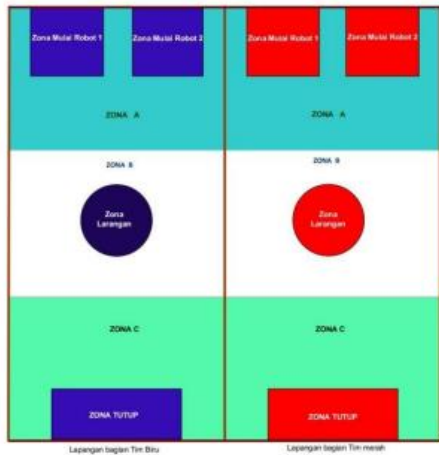 Zona Mulai Robot 1
Zona Mulai Robot 2
Zona Mulai Robot 1
Zona Mulai Robot 2
ZONA A
ZONA A
ZONA B
ZONA B
Zona
Larangan
Zona
Larangan
ZONA C
ZONA C
ZONA TUTUP
ZONA TUTUP
Lapangan bagian Tim Biru
Lapangan bagian Tim merah